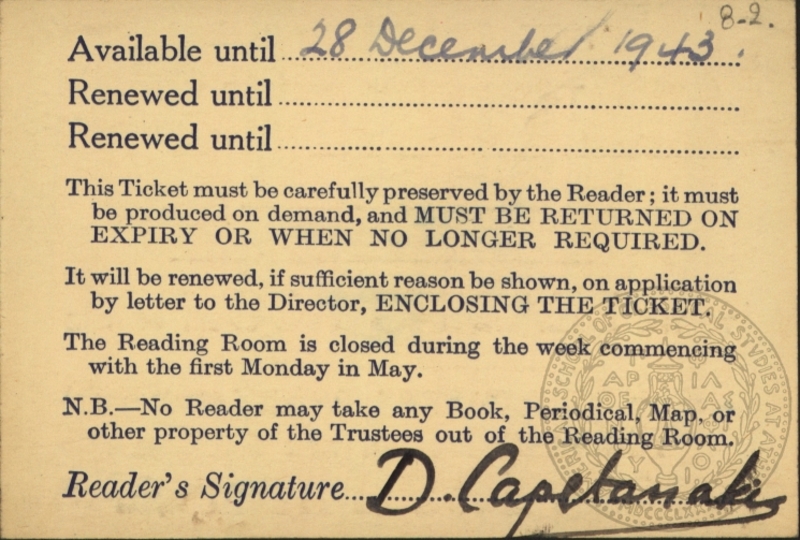 8-2.
Available until 28 December 1943.
Renewed until
Renewed until
This Ticket must be carefully preserved by the Reader; it must
be produced on demand, and MUST BE RETURNED ON
EXPIRY OR WHEN NO LONGER REQUIRED.
It will be renewed, if sufficient reason be shown, on application
by letter to the Director, ENCLOSING THE TICKET.
The Reading Room is closed during the week commencing
with the first Monday in May.
N.B.—No Reader may take any Book, Periodical, Map, or
other property of the Trustees out of the Reading Room.
Reader's Signature D. Capetanakis